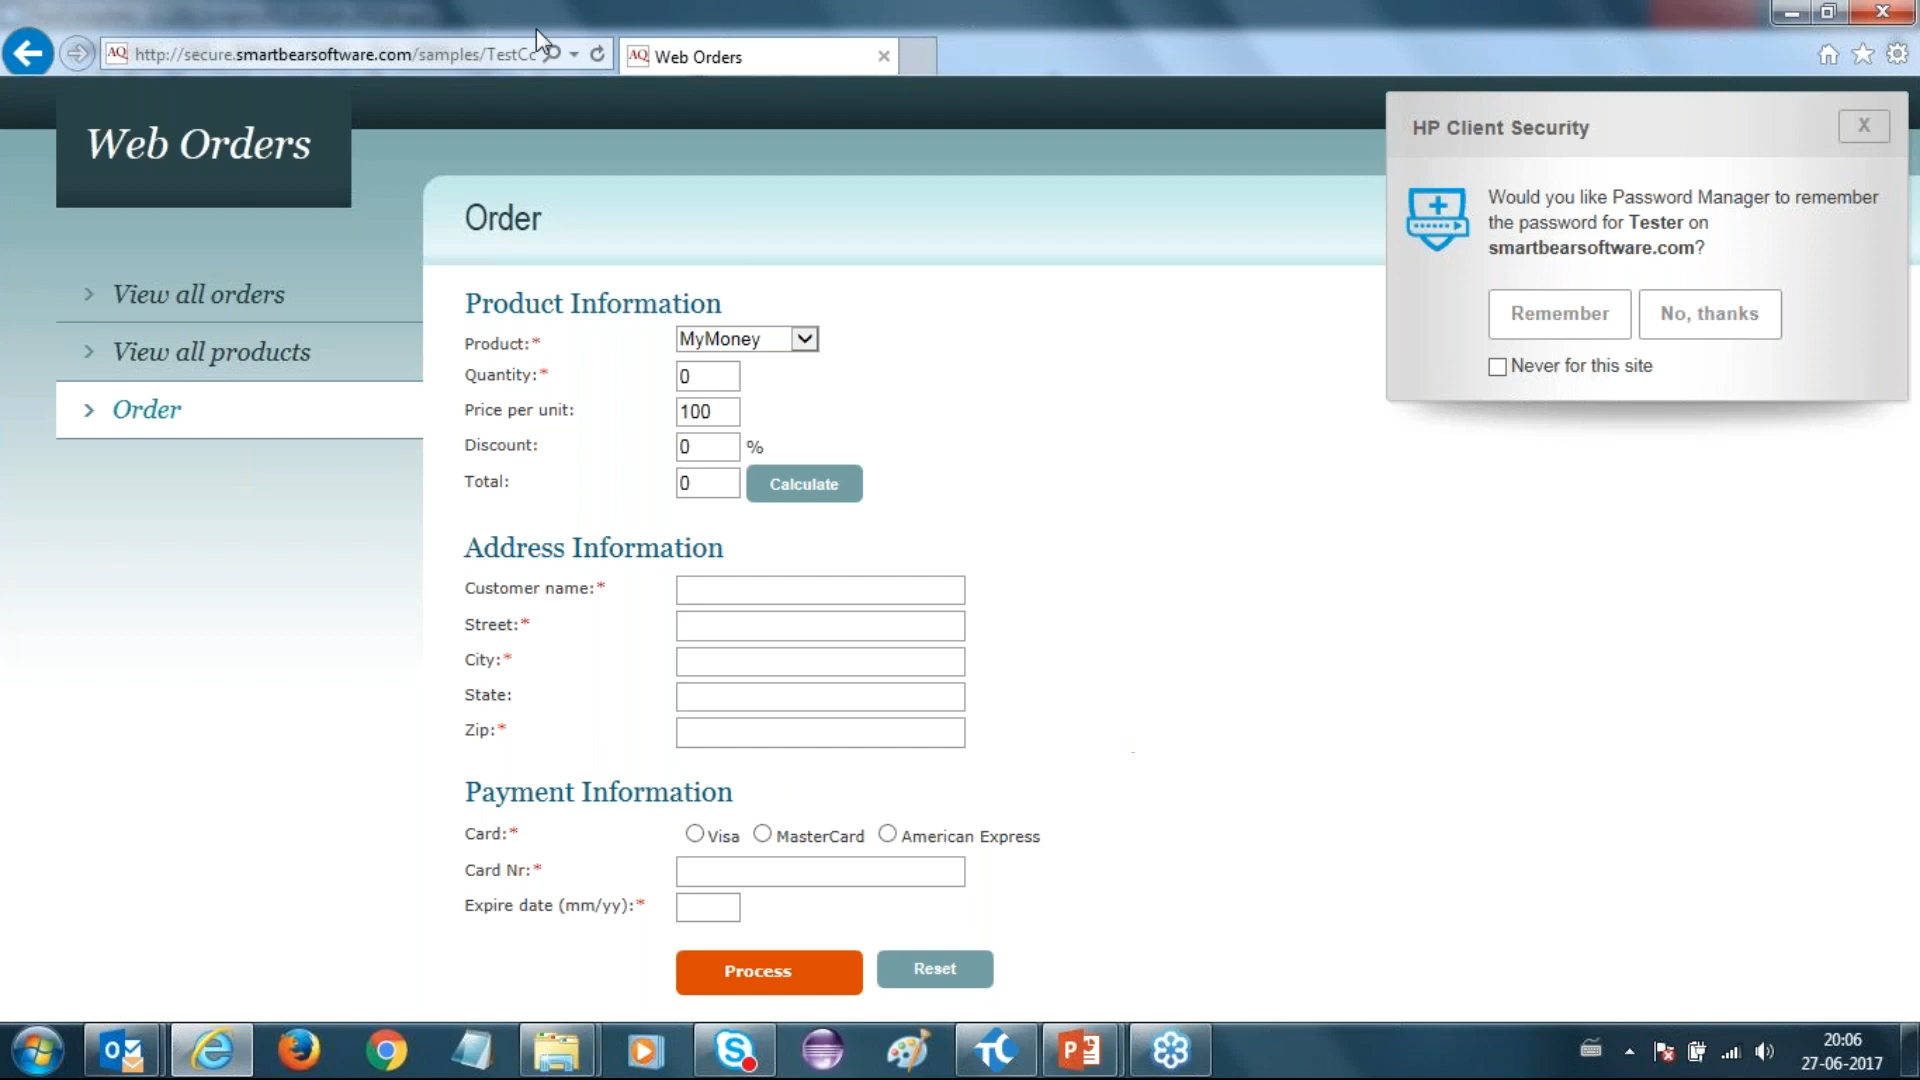 AQ http://secure.smartbearsoftware.com/samples/TestCo
AQ Web Orders
Web Orders
HP Client Security
X
Would you like Password Manager to remember
the password for Tester on
smartbearsoftware.com?
Remember
No, thanks
Never for this site
View all orders
View all products
Order
Order
Product Information
Product:*
MyMoney
Quantity:*
0
Price per unit:
100
Discount:
0
%
Total:
0
Calculate
Address Information
Customer name:*
Street:*
City:*
State:
Zip:*
Payment Information
Card:*
Visa
MasterCard
American Express
Card Nr:*
Expire date (mm/yy):*
Process
Reset
20:06
27-06-2017